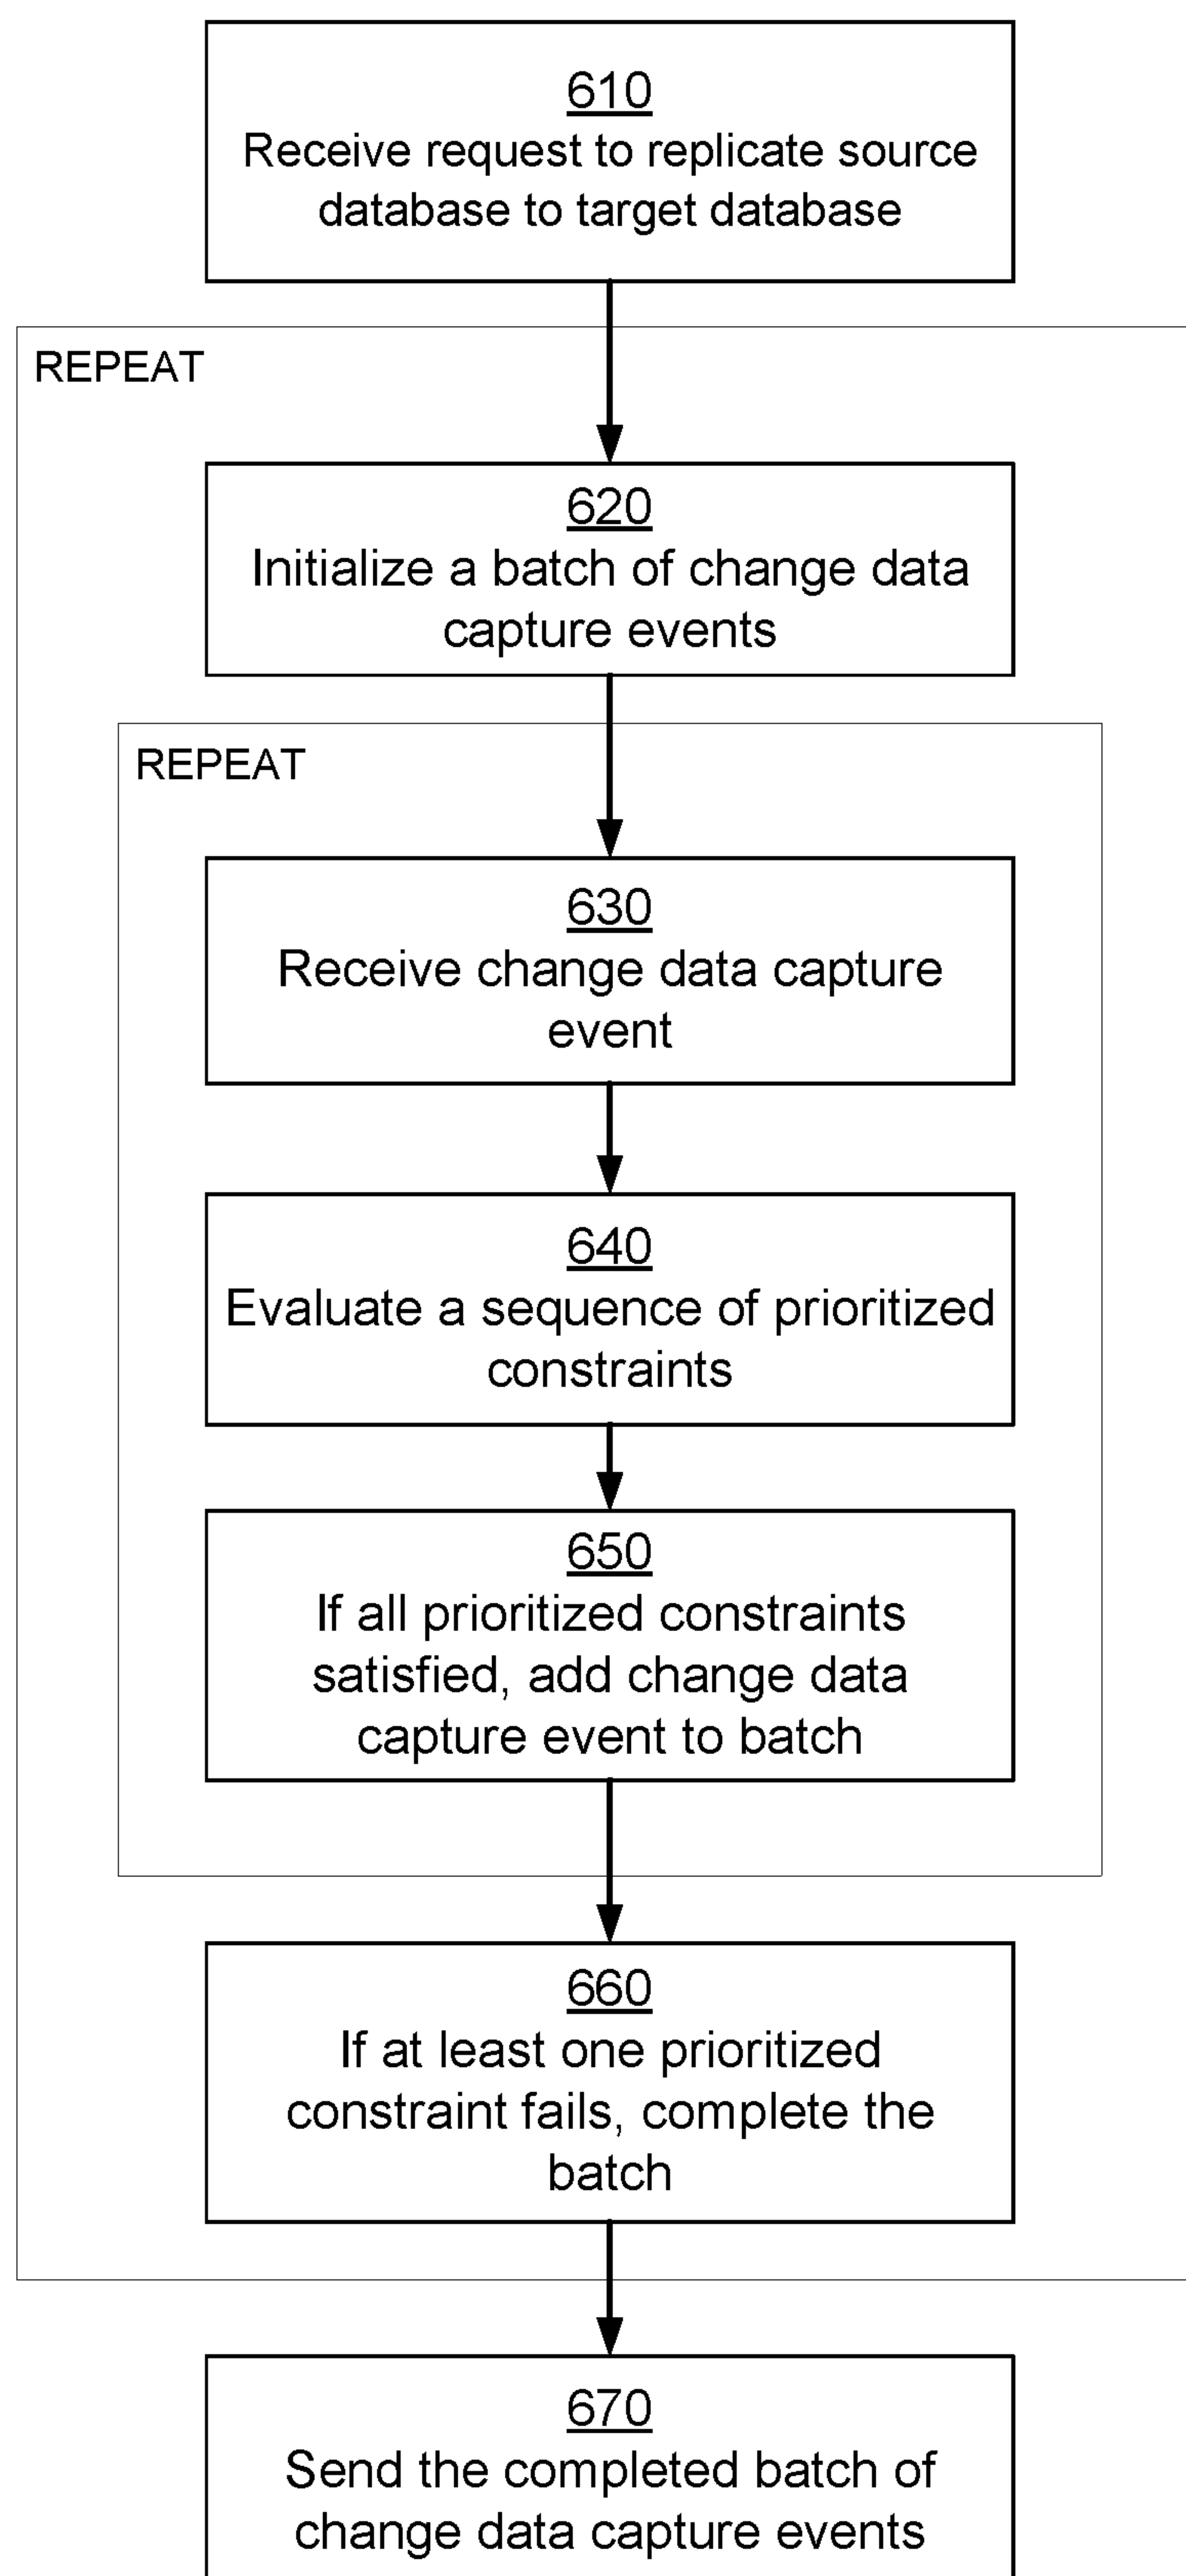 610
Receive request to replicate source
database to target database
REPEAT
620
Initialize a batch of change data
capture events
REPEAT
630
Receive change data capture
event
640
Evaluate a sequence of prioritized
constraints
650
If all prioritized constraints
satisfied, add change data
capture event to batch
660
If at least one prioritized
constraint fails, complete the
batch
670
Send the completed batch of
change data capture events